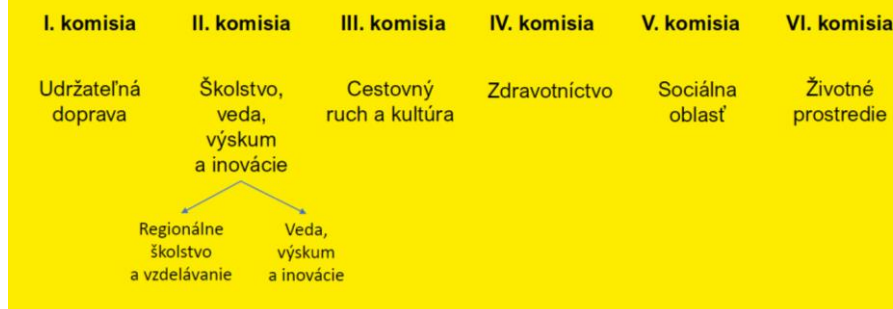 I. komisia
II. komisia
III. komisia
IV. komisia
V. komisia
VI. komisia
Udržateľná
doprava
Školstvo,
veda,
výskum
a inovácie
Cestovný
ruch a kultúra
Zdravotníctvo
Sociálna
oblasť
Životné
prostredie
Regionálne
školstvo
a vzdelávanie
Veda,
výskum
a inovácie